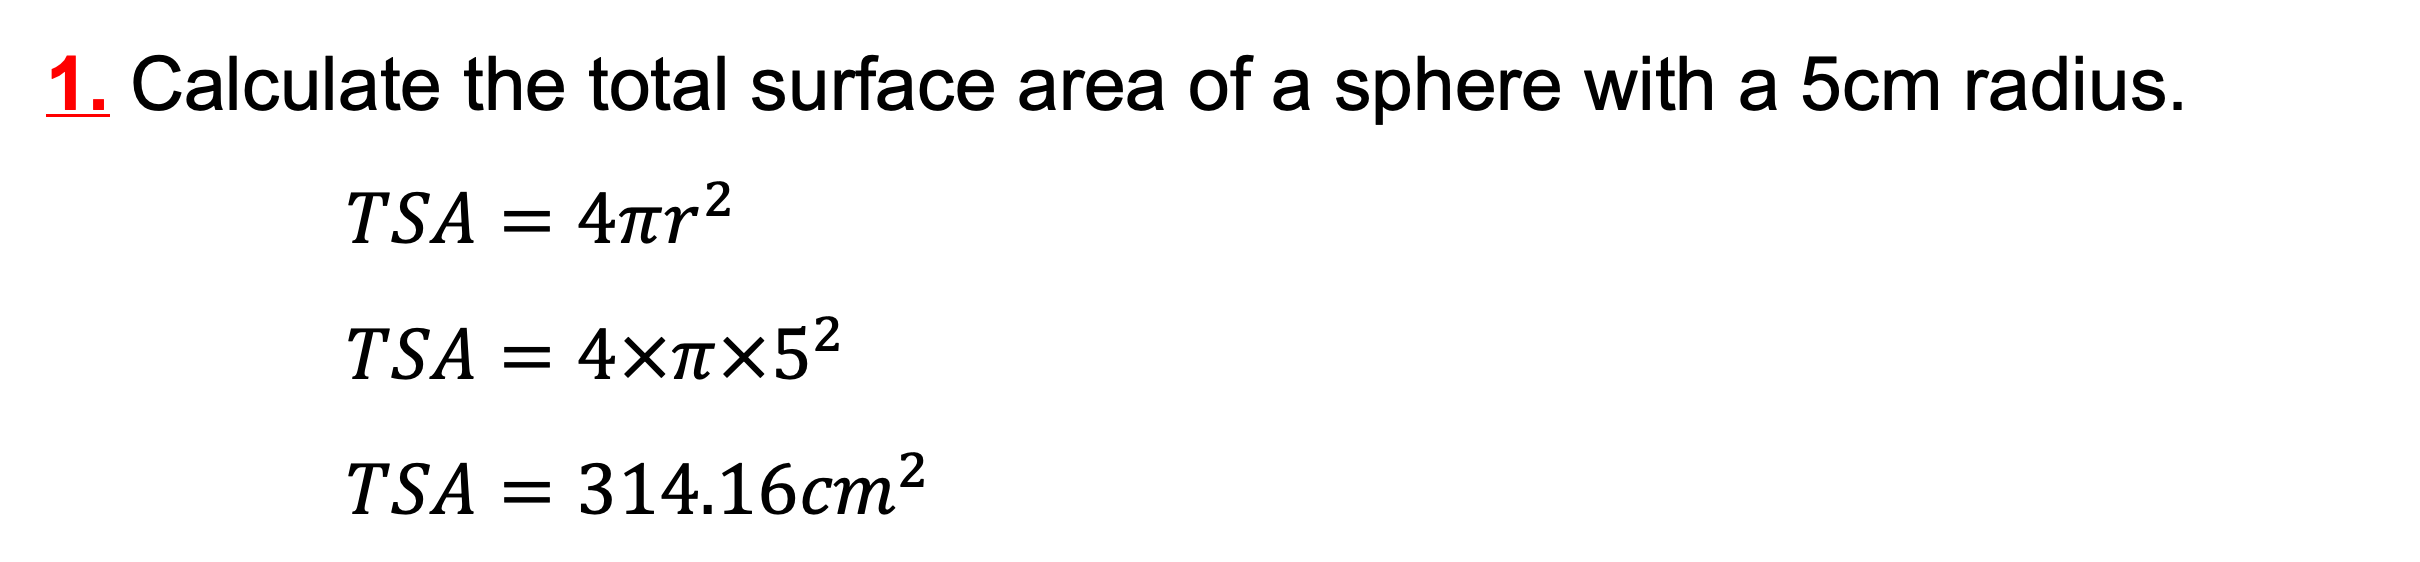 1. Calculate the total surface area of a sphere with a 5cm radius.
TSA = 4πr²
TSA = 4×π×5²
TSA = 314.16cm²